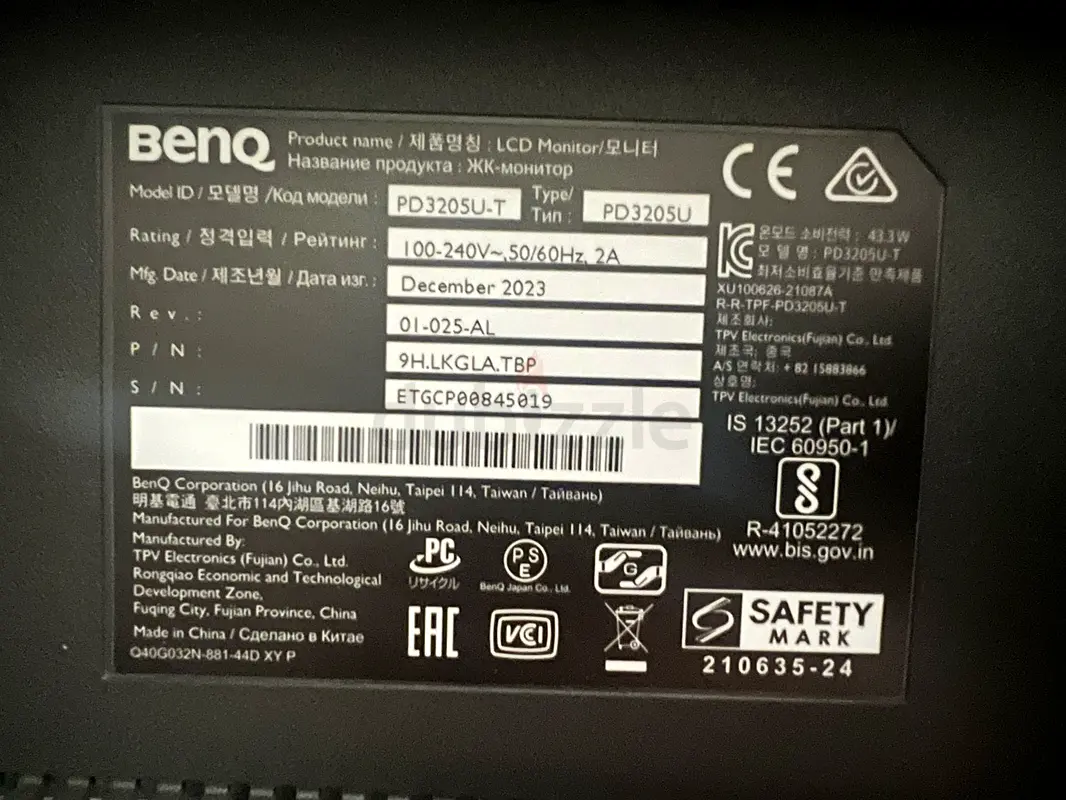 BenQ
Product name / 제품명칭 : LCD Monitor/모니터
Название продукта : ЖК-монитор
Model ID / 모델명 /Код модели : PD3205U-T Type/ Тип : PD3205U
Rating / 정격입력 / Рейтинг : 100-240V~,50/60Hz, 2A
Mfg. Date / 제조년월 / Дата изг. : December 2023
Rev. : 01-025-AL
P / N : 9H.LKGLA.TBP
S / N : ETGCP00845019
dubizzle
BenQ Corporation (16 Jihu Road, Neihu, Taipei 114, Taiwan / Тайвань)
明基電通 臺北市114內湖區基湖路16號
Manufactured For BenQ Corporation (16 Jihu Road, Neihu, Taipei 114, Taiwan / Тайвань)
Manufactured By:
TPV Electronics (Fujian) Co., Ltd.
Rongqiao Economic and Technological
Development Zone,
Fuqing City, Fujian Province, China
Made in China / Сделано в Китае
Q40G032N-881-44D XY P
PC
リサイクル
PSE
BenQ Japan Co., Ltd.
G
EAC
VCCI
CE
KC
온모드 소비전력 : 43.3W
모 델 명 : PD3205U-T
최저소비효율기준 만족제품
XU100626-21087A
R-R-TPF-PD3205U-T
제조회사:
TPV Electronics(Fujian) Co., Ltd.
제조국: 중국
A/S 연락처: + 82 15883866
상호명:
TPV Electronics(Fujian) Co., Ltd.
IS 13252 (Part 1)/
IEC 60950-1
R-41052272
www.bis.gov.in
SAFETY
MARK
210635-24